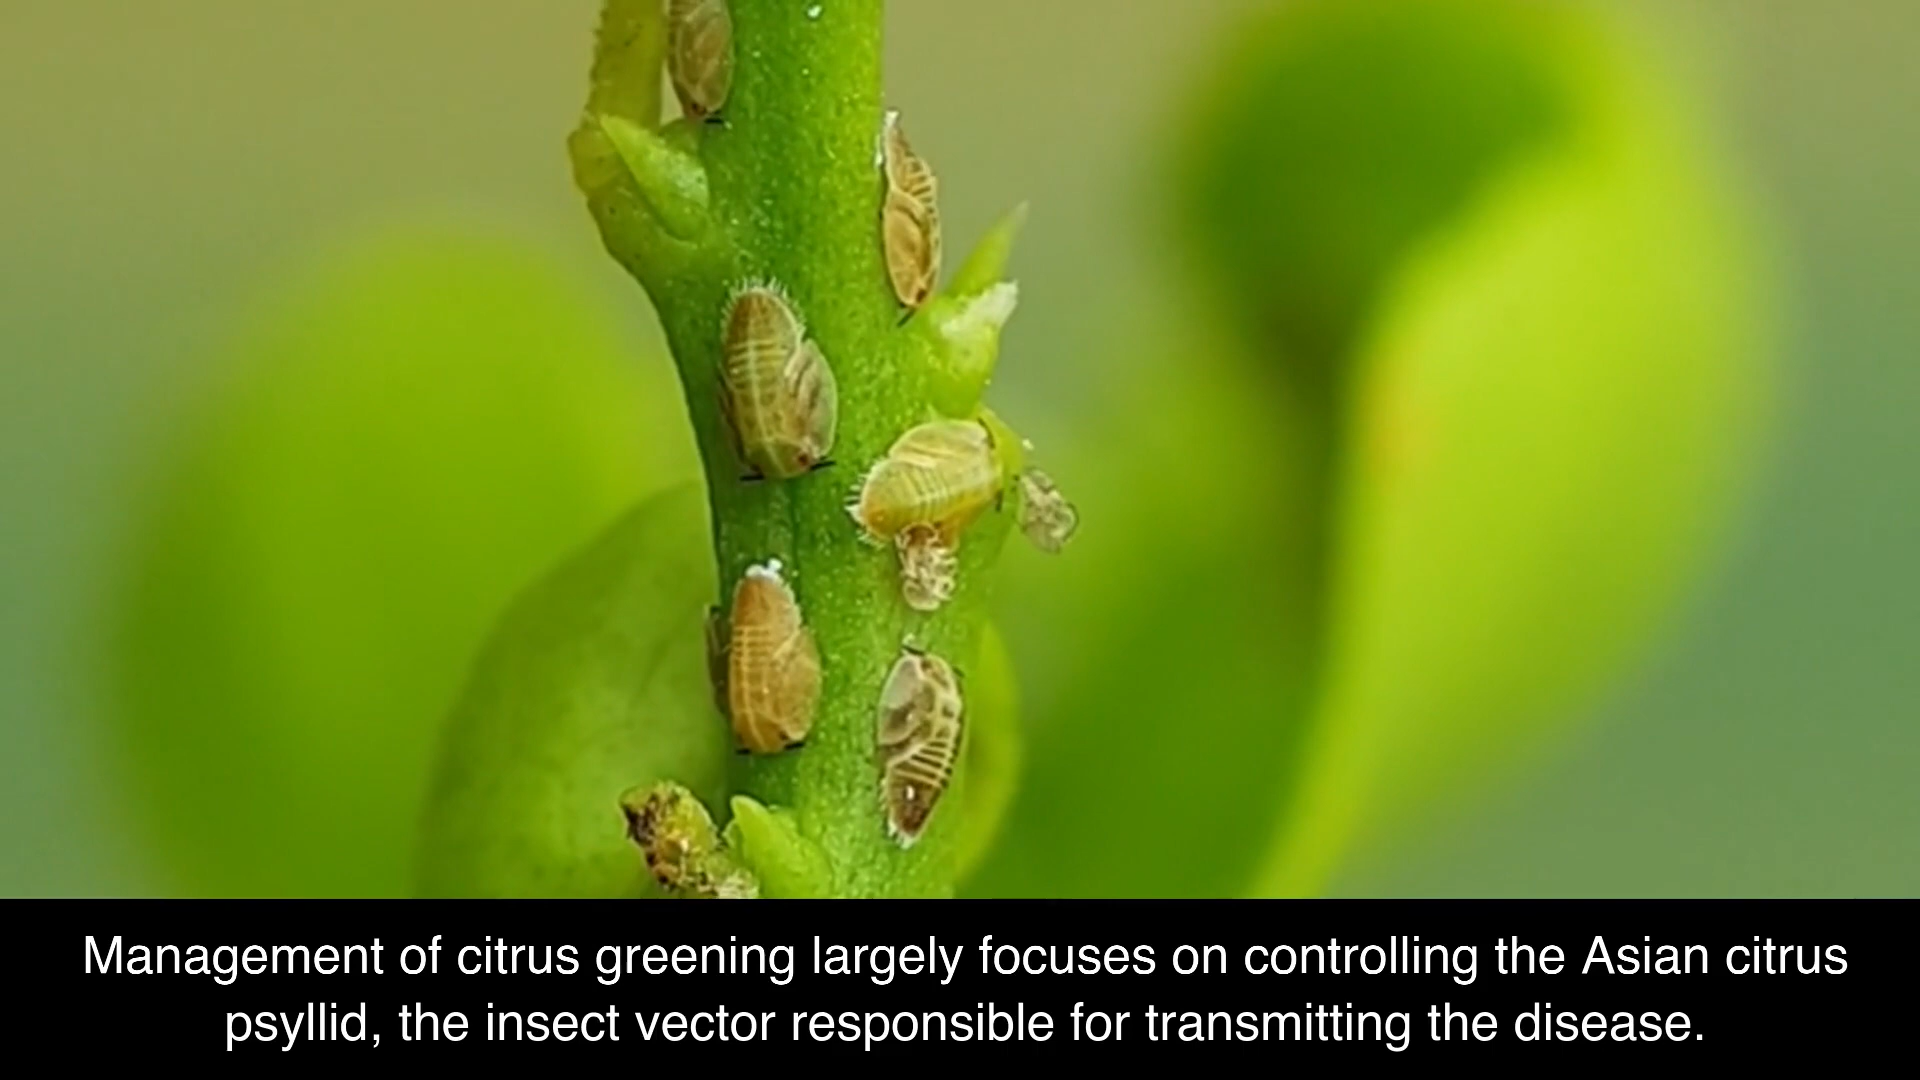 Management of citrus greening largely focuses on controlling the Asian citrus
psyllid, the insect vector responsible for transmitting the disease.